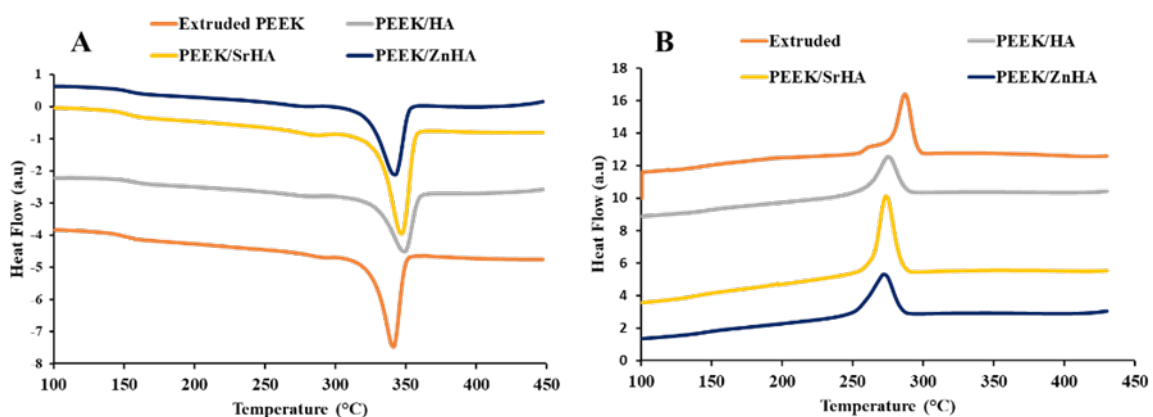 A
Extruded PEEK
PEEK/HA
PEEK/SrHA
PEEK/ZnHA
Heat Flow (a.u)
1
0
-1
-2
-3
-4
-5
-6
-7
-8
100 150 200 250 300 350 400 450
Temperature (°C)
B
Extruded
PEEK/HA
PEEK/SrHA
PEEK/ZnHA
Heat Flow (a.u)
18
16
14
12
10
8
6
4
2
0
100 150 200 250 300 350 400 450
Temperature (°C)